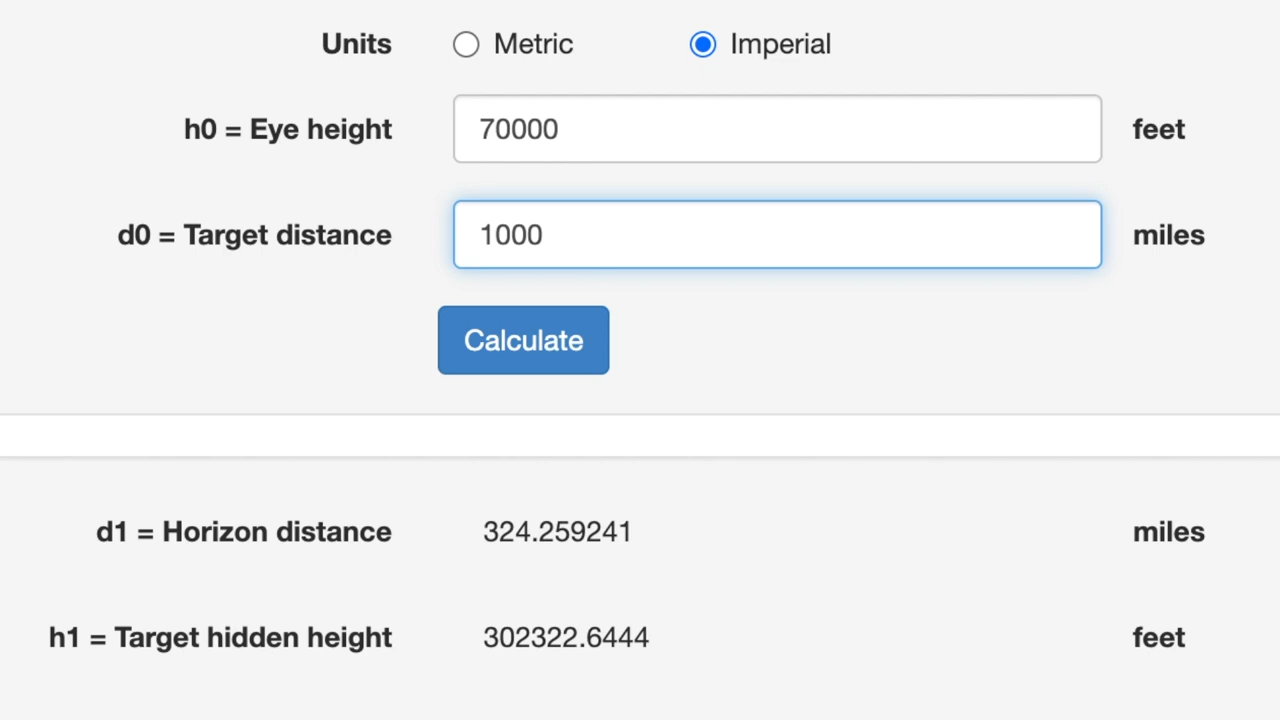 Units Metric Imperial
h0 = Eye height 70000 feet
d0 = Target distance 1000 miles
Calculate
d1 = Horizon distance 324.259241 miles
h1 = Target hidden height 302322.6444 feet